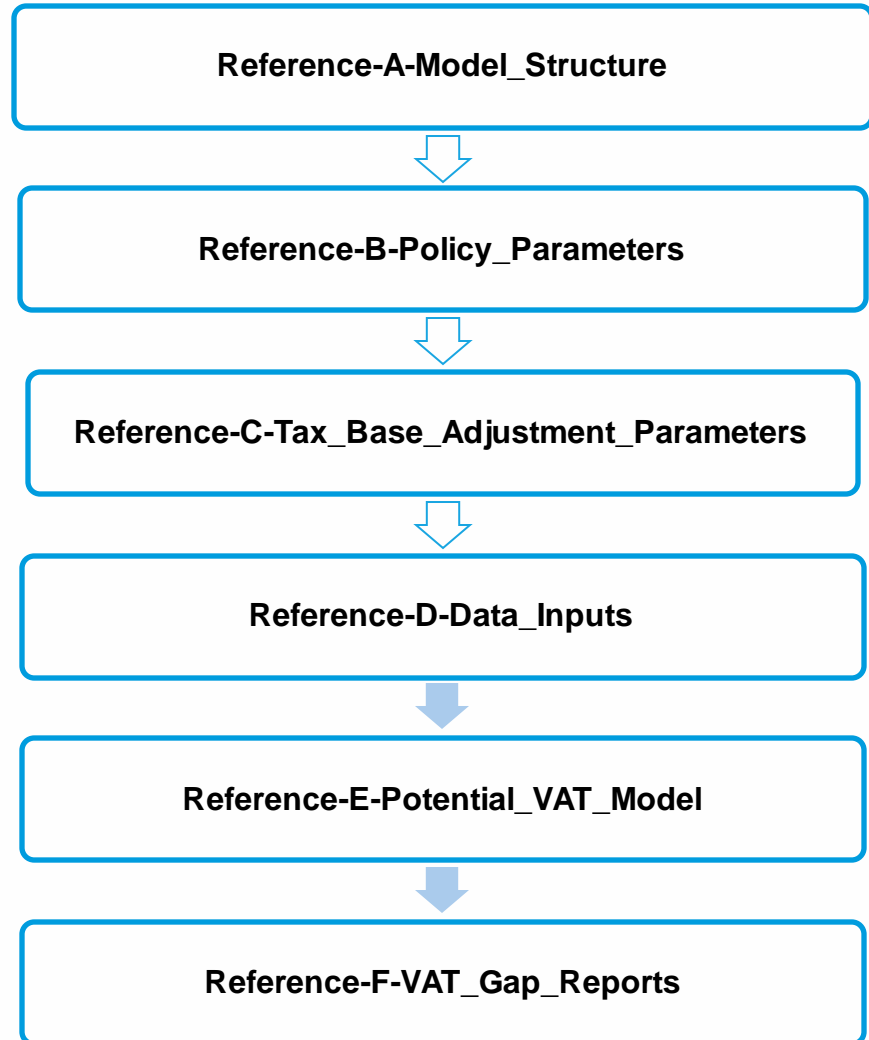 Reference-A-Model_Structure
Reference-B-Policy_Parameters
Reference-C-Tax_Base_Adjustment_Parameters
Reference-D-Data_Inputs
Reference-E-Potential_VAT_Model
Reference-F-VAT_Gap_Reports